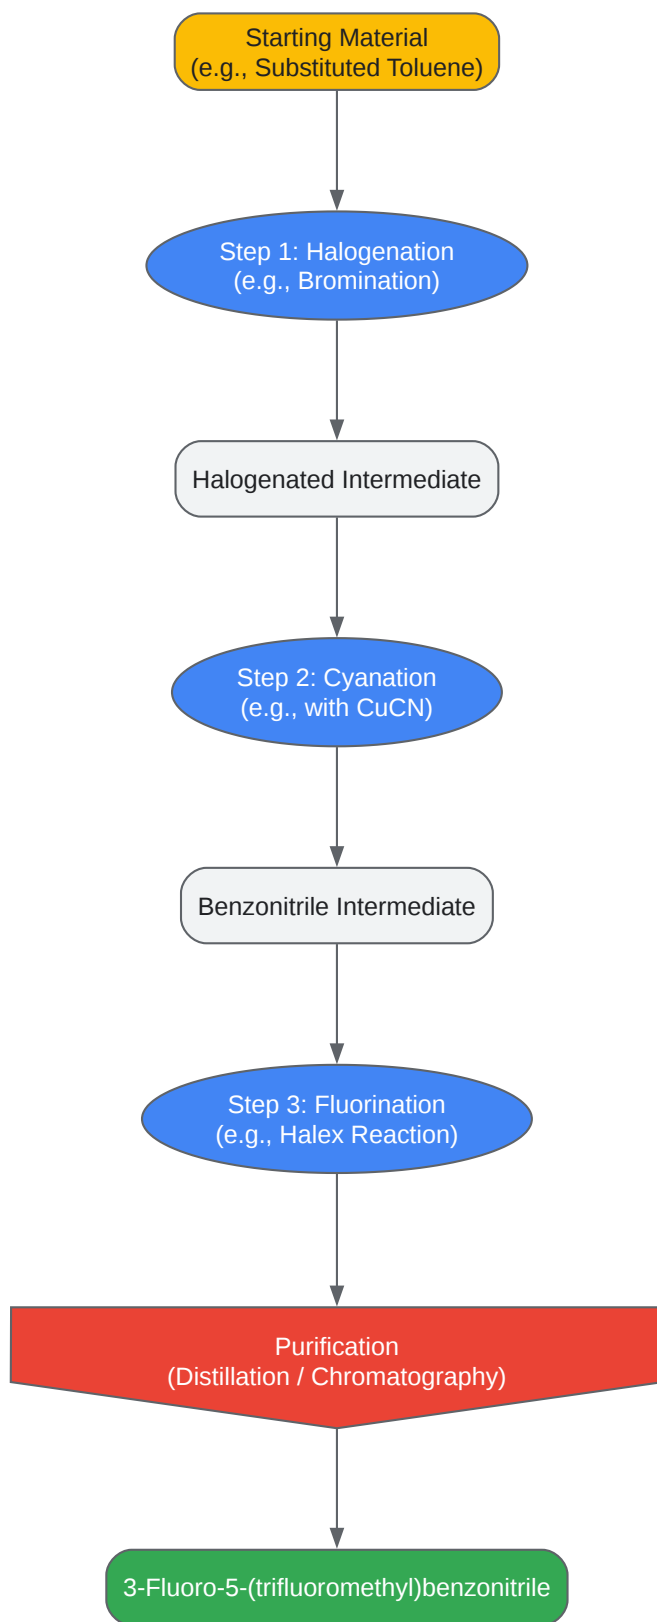 Starting Material
(e.g., Substituted Toluene)
Step 1: Halogenation
(e.g., Bromination)
Halogenated Intermediate
Step 2: Cyanation
(e.g., with CuCN)
Benzonitrile Intermediate
Step 3: Fluorination
(e.g., Halex Reaction)
Purification
(Distillation / Chromatography)
3-Fluoro-5-(trifluoromethyl)benzonitrile